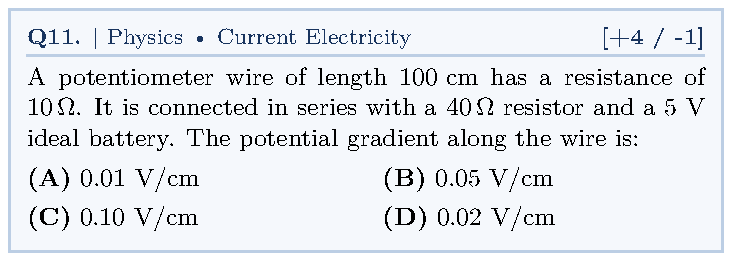 Q11. | Physics • Current Electricity [+4 / -1]
A potentiometer wire of length 100 cm has a resistance of
10 Ω. It is connected in series with a 40 Ω resistor and a 5 V
ideal battery. The potential gradient along the wire is:
(A) 0.01 V/cm (B) 0.05 V/cm
(C) 0.10 V/cm (D) 0.02 V/cm